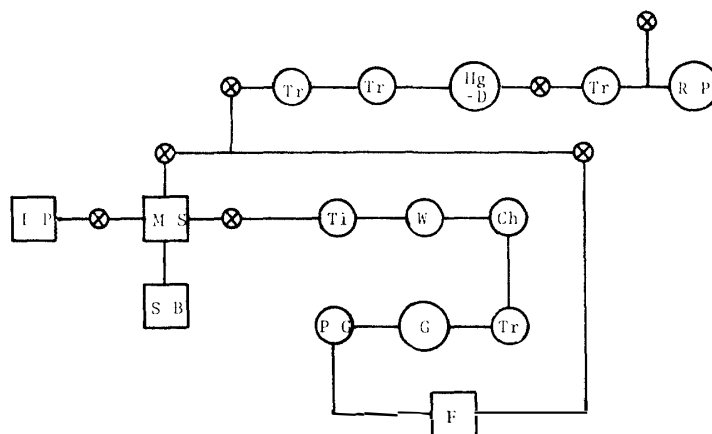 Tr Tr Hg-D Tr R P
I P M S Ti W Ch
S B P G G Tr
F